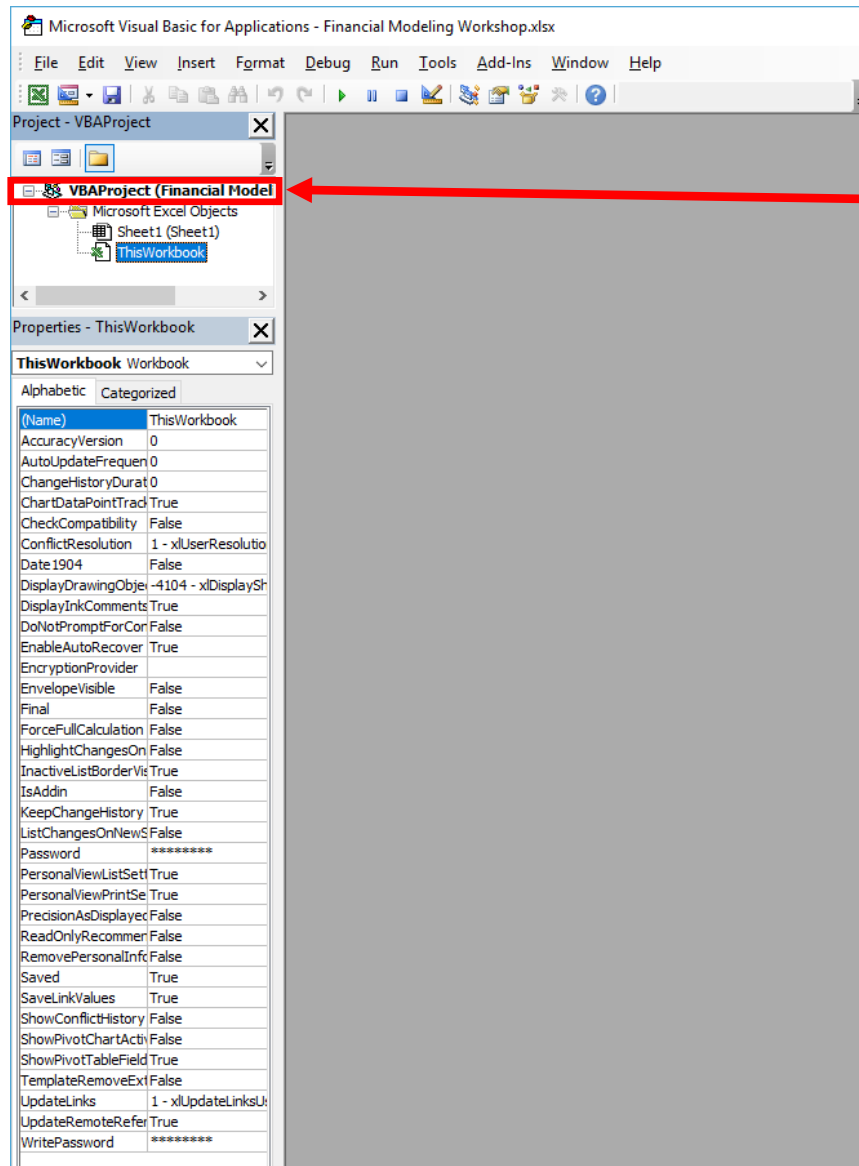 Microsoft Visual Basic for Applications - Financial Modeling Workshop.xlsx
File Edit View Insert Format Debug Run Tools Add-Ins Window Help
Project - VBAProject
VBAProject (Financial Model
Microsoft Excel Objects
Sheet1 (Sheet1)
ThisWorkbook
Properties - ThisWorkbook
ThisWorkbook Workbook
Alphabetic Categorized
(Name) ThisWorkbook
AccuracyVersion 0
AutoUpdateFrequen 0
ChangeHistoryDurat 0
ChartDataPointTrack True
CheckCompatibility False
ConflictResolution 1 - xlUserResolutio
Date1904 False
DisplayDrawingObje -4104 - xlDisplaySh
DisplayInkComments True
DoNotPromptForCor False
EnableAutoRecover True
EncryptionProvider
EnvelopeVisible False
Final False
ForceFullCalculation False
HighlightChangesOn False
InactiveListBorderVis True
IsAddin False
KeepChangeHistory True
ListChangesOnNewS False
Password ********
PersonalViewListSett True
PersonalViewPrintSe True
PrecisionAsDisplayed False
ReadOnlyRecommer False
RemovePersonalInfo False
Saved True
SaveLinkValues True
ShowConflictHistory False
ShowPivotChartActiv False
ShowPivotTableField True
TemplateRemoveExt False
UpdateLinks 1 - xlUpdateLinksUs
UpdateRemoteRefer True
WritePassword ********